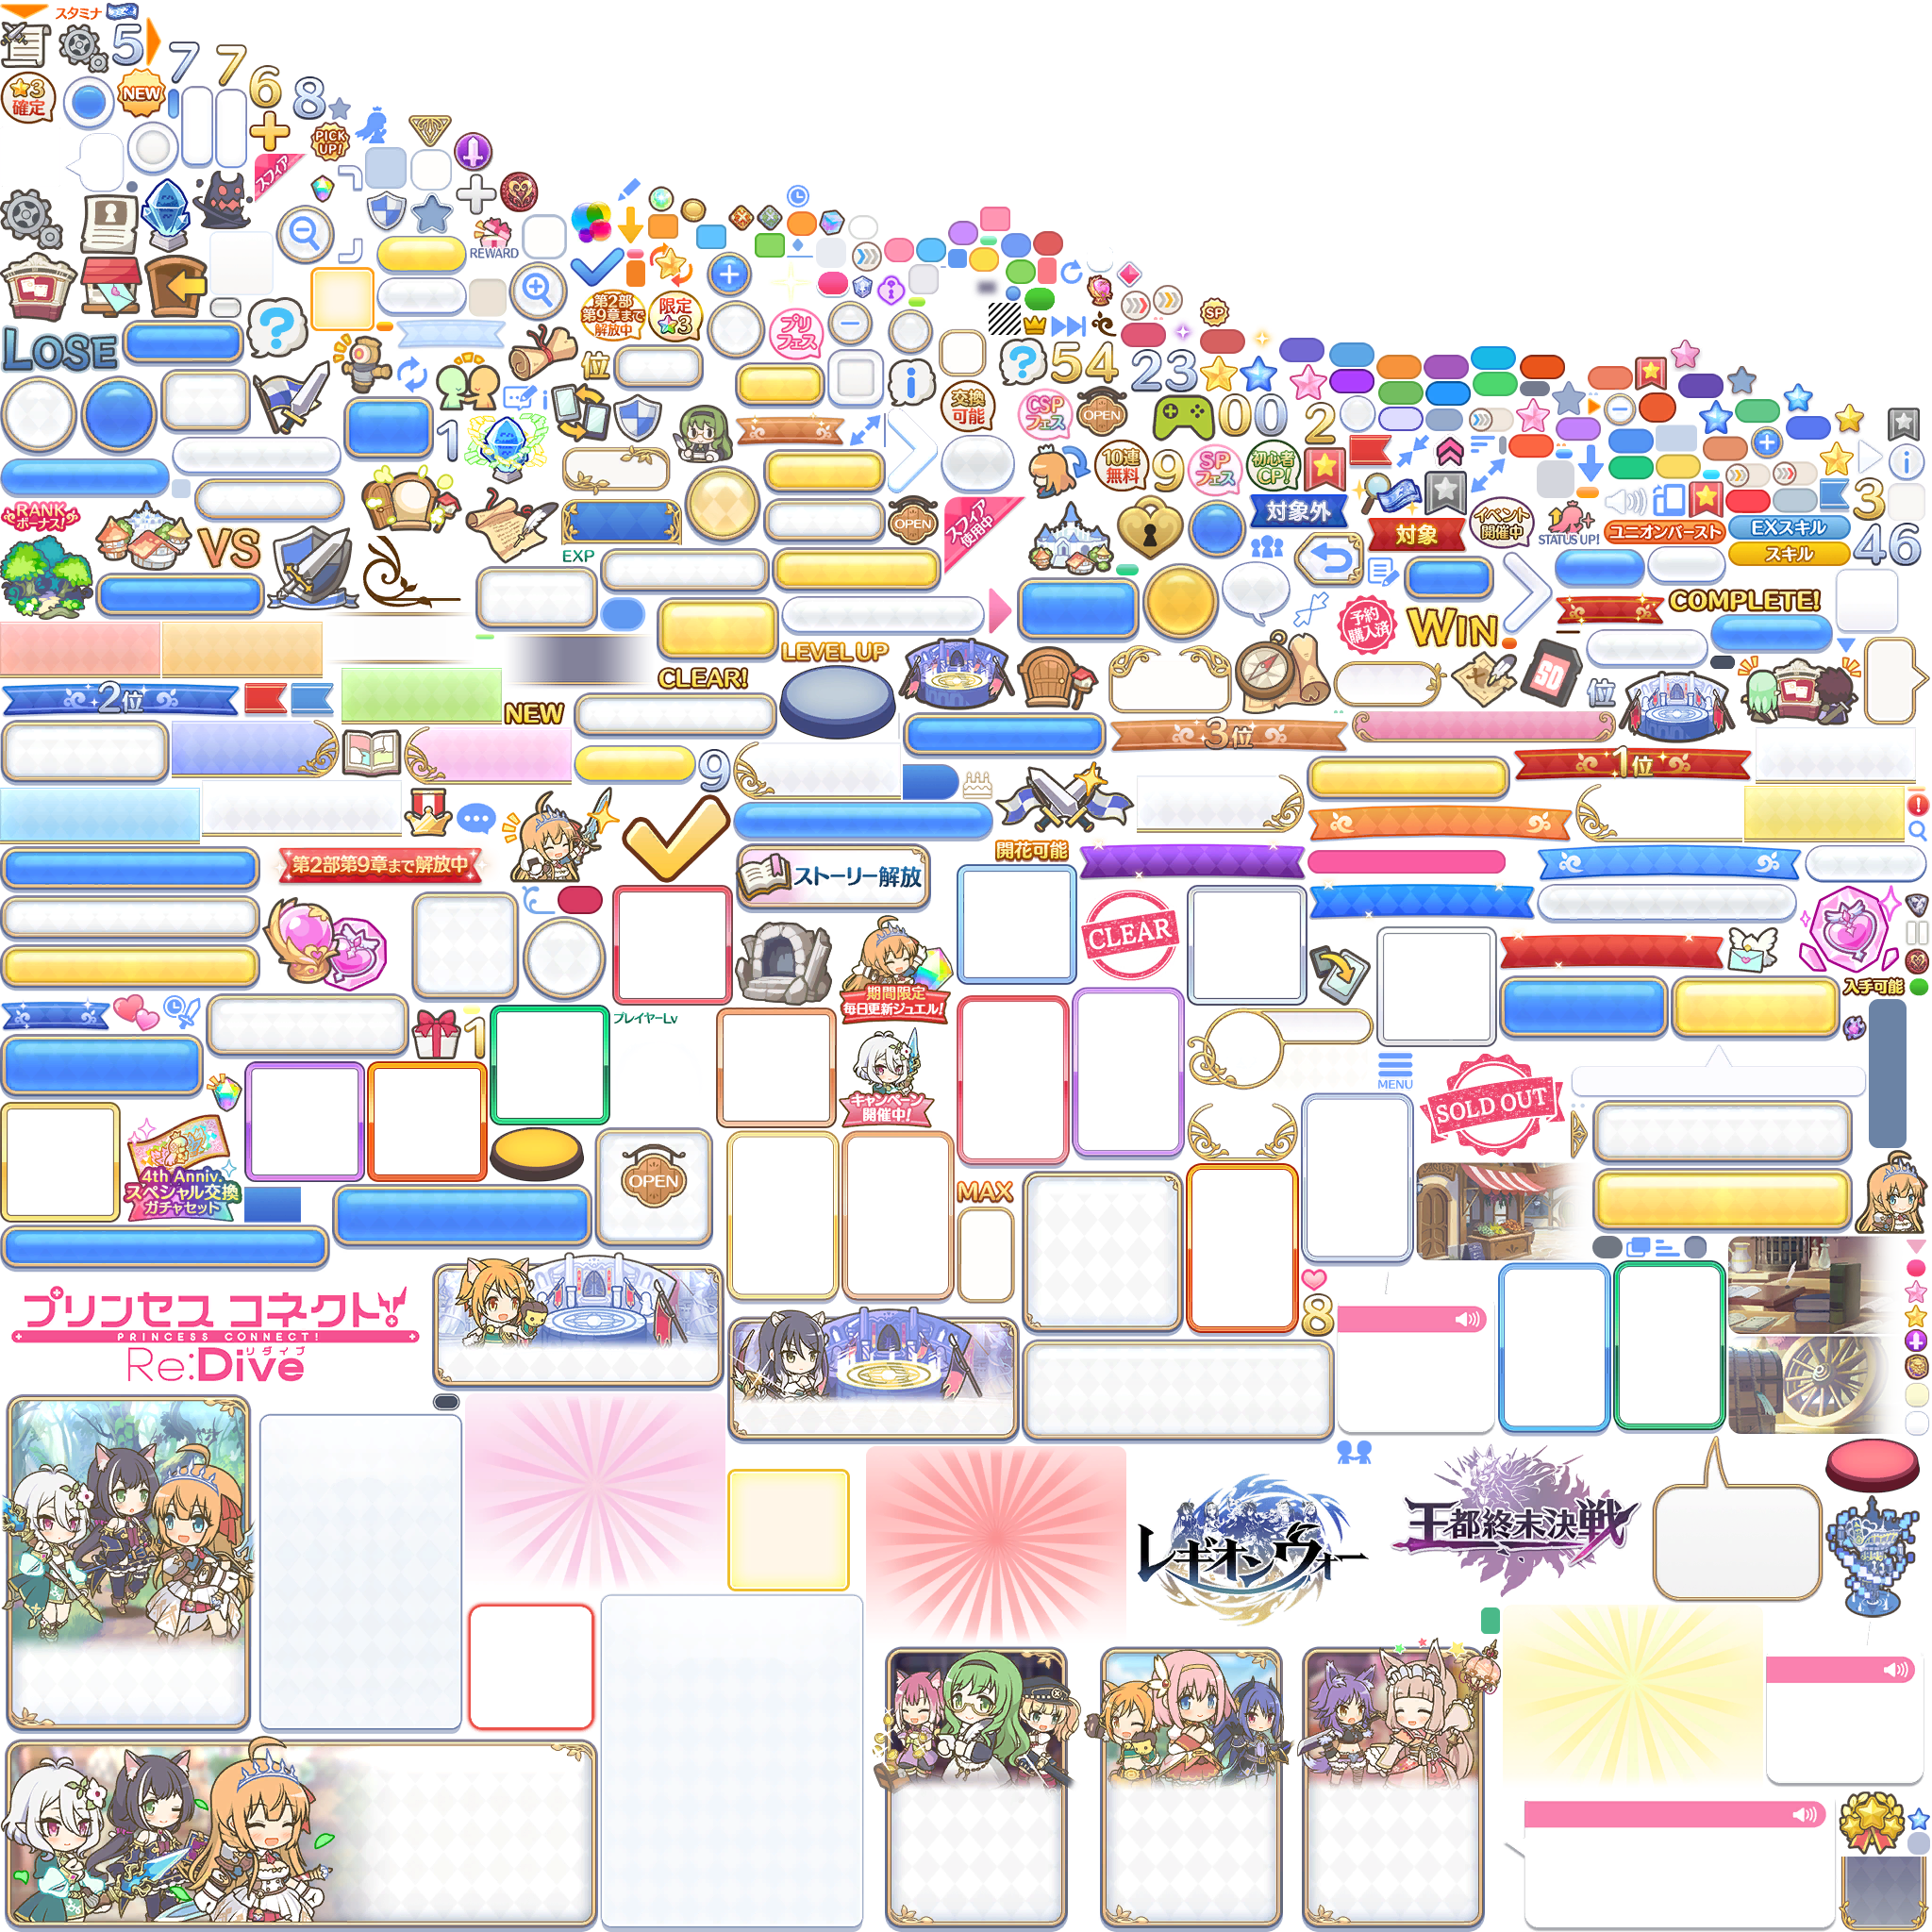 スタミナ
5
7
7
6
8
★3
確定
NEW
PICK
UP!
スフィア
REWARD
第2部
第9章まで
解放中
限定
★3
プリ
フェス
SP
LOSE
位
54
23
交換
可能
CSP
フェス
OPEN
00
2
1
10連
無料
9
SPフェス
初心者
CP!
3
RANK
ボーナス!
VS
EXP
OPEN
スフィア
使用中
対象外
対象
イベント
開催中
STATUS UP!
ユニオンバースト
EXスキル
スキル
46
予約
購入済
WIN
COMPLETE!
LEVEL UP
CLEAR!
SD
位
2位
NEW
3位
1位
9
第2部第9章まで解放中
ストーリー解放
開花可能
CLEAR
期間限定
毎日更新ジュエル!
入手可能
1
プレイヤーLv
キャンペーン
開催中!
MENU
SOLD OUT
4th Anniv.
スペシャル交換
ガチャセット
OPEN
MAX
8
プリンセスコネクト!
PRINCESS CONNECT!
リダイブ
Re:Dive
レギオンウォー
王都終末決戦